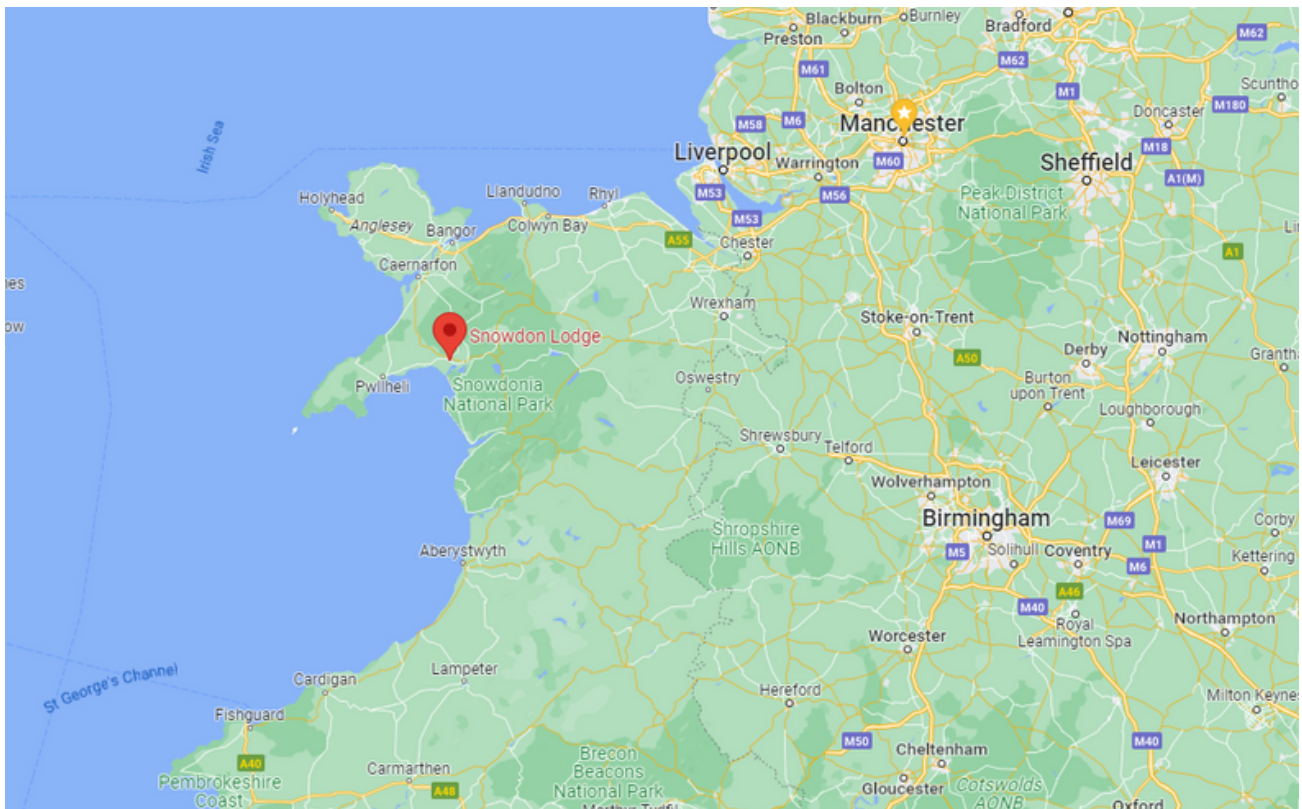 Blackburn
Burnley
Bradford
M62
Preston
M62
M61
M1
Scuntho
Bolton
Doncaster
M180
M58
M6
Manchester
M18
Irish Sea
Liverpool
Warrington
M60
Sheffield
A1(M)
Holyhead
Llandudno
Rhyl
M53
M56
Peak District
National Park
Anglesey
Colwyn Bay
M53
Bangor
A55
Chester
A1
Caernarfon
Wrexham
Stoke-on-Trent
Snowdon Lodge
Nottingham
A50
Derby
Grantha
Pwllheli
Snowdonia
National Park
Oswestry
Burton
upon Trent
Loughborough
Shrewsbury
Telford
Leicester
Wolverhampton
Birmingham
M69
Corby
Shropshire
Hills AONB
M5
Solihull
Coventry
M1
M6
Kettering
Aberystwyth
A46
M40
Royal
Leamington Spa
Northampton
Worcester
St George's Channel
Lampeter
Cardigan
Hereford
Milton Keynes
Fishguard
M50
M40
Cheltenham
A40
Carmarthen
Brecon
Beacons
National Park
Pembrokeshire
Coast
A48
Gloucester
Cotswolds
AONB
Oxford